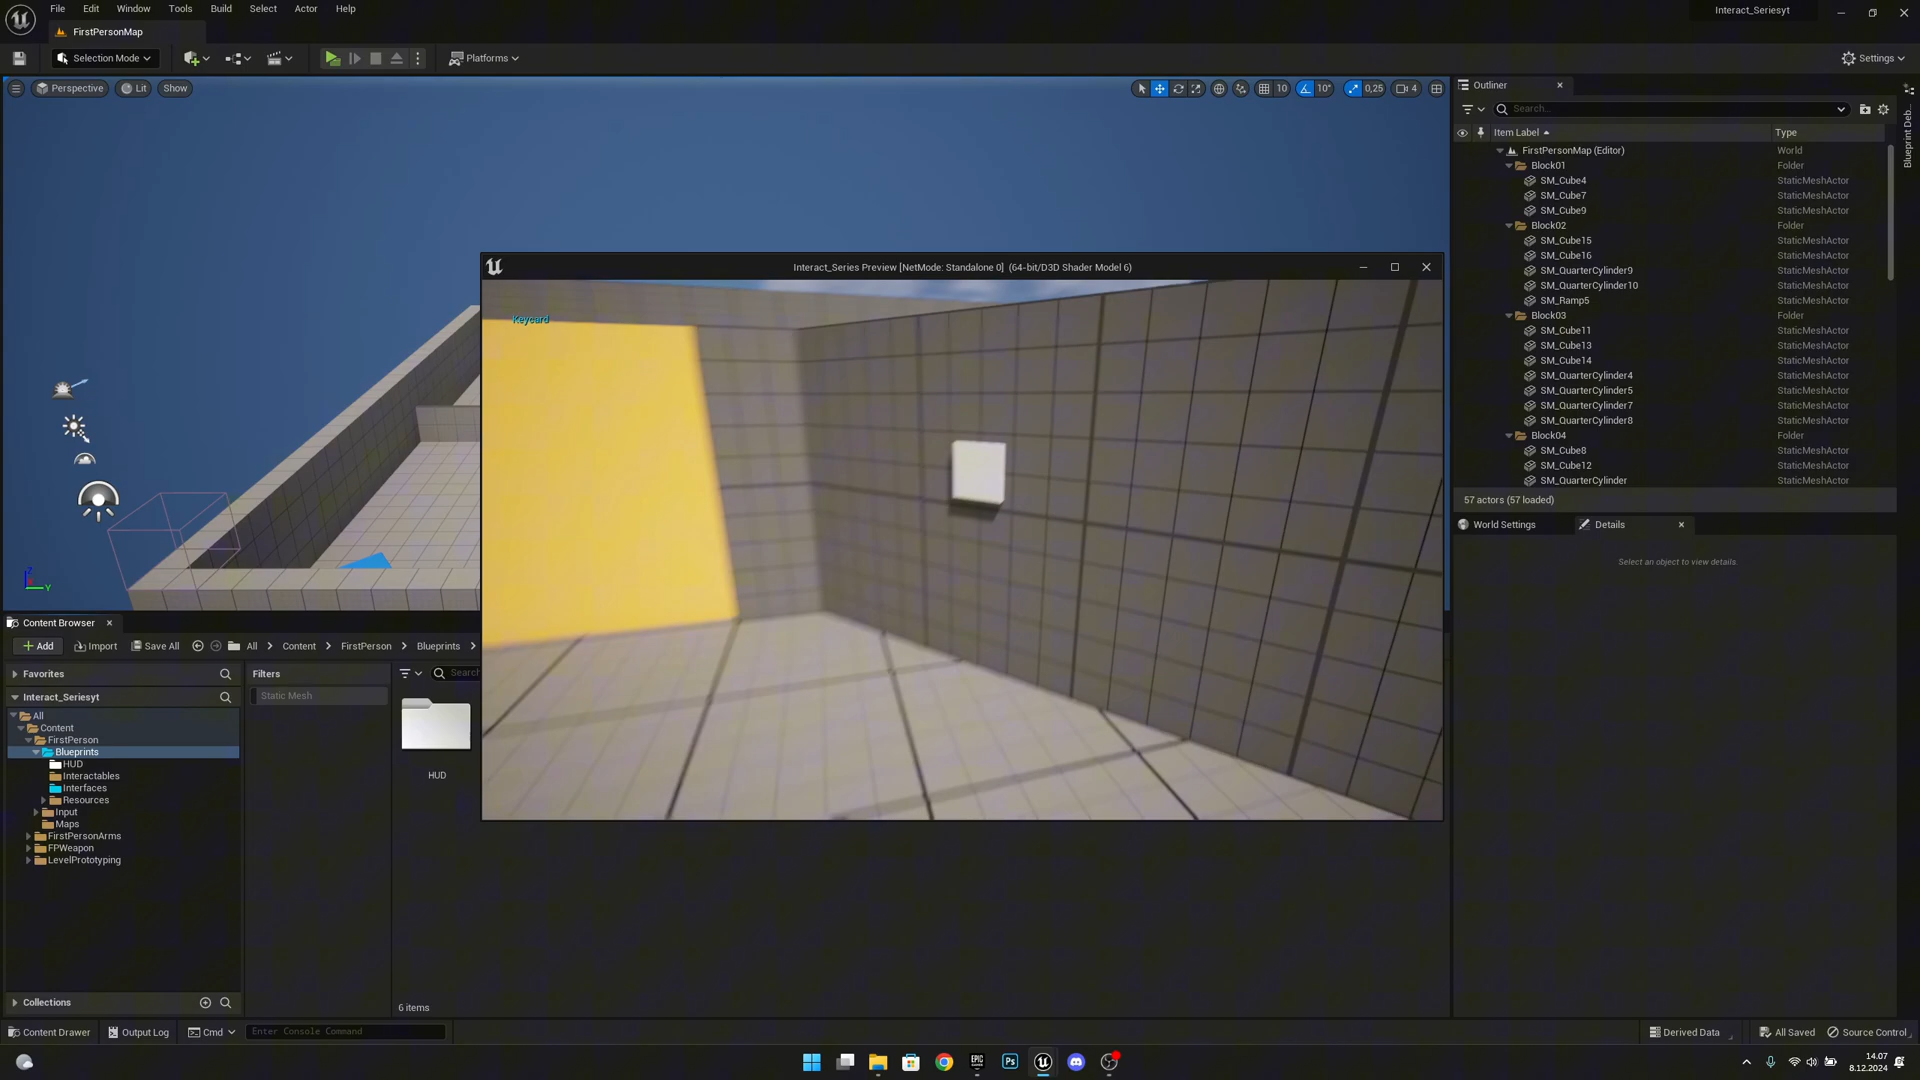 File Edit Window Tools Build Select Actor Help
Interact_Seriesyt
FirstPersonMap
Selection Mode
Platforms
Settings
Perspective Lit Show
10 10° 0,25 4
Outliner
Search...
Item Label Type
FirstPersonMap (Editor) World
Block01 Folder
SM_Cube4 StaticMeshActor
SM_Cube7 StaticMeshActor
SM_Cube9 StaticMeshActor
Block02 Folder
SM_Cube15 StaticMeshActor
SM_Cube16 StaticMeshActor
SM_QuarterCylinder9 StaticMeshActor
SM_QuarterCylinder10 StaticMeshActor
SM_Ramp5 StaticMeshActor
Block03 Folder
SM_Cube11 StaticMeshActor
SM_Cube13 StaticMeshActor
SM_Cube14 StaticMeshActor
SM_QuarterCylinder4 StaticMeshActor
SM_QuarterCylinder5 StaticMeshActor
SM_QuarterCylinder7 StaticMeshActor
SM_QuarterCylinder8 StaticMeshActor
Block04 Folder
SM_Cube8 StaticMeshActor
SM_Cube12 StaticMeshActor
SM_QuarterCylinder StaticMeshActor
57 actors (57 loaded)
World Settings Details
Select an object to view details.
Blueprint Deb
Interact_Series Preview [NetMode: Standalone 0] (64-bit/D3D Shader Model 6)
Keycard
Z
Y
Content Browser
Add Import Save All All Content FirstPerson Blueprints
Favorites
Filters
Search
Interact_Seriesyt
Static Mesh
All
Content
FirstPerson
Blueprints
HUD
Interactables
Interfaces
Resources
Input
Maps
FirstPersonArms
FPWeapon
LevelPrototyping
HUD
Collections
6 items
Content Drawer Output Log Cmd Enter Console Command
Derived Data All Saved Source Control
EPIC
Ps
14.07
8.12.2024